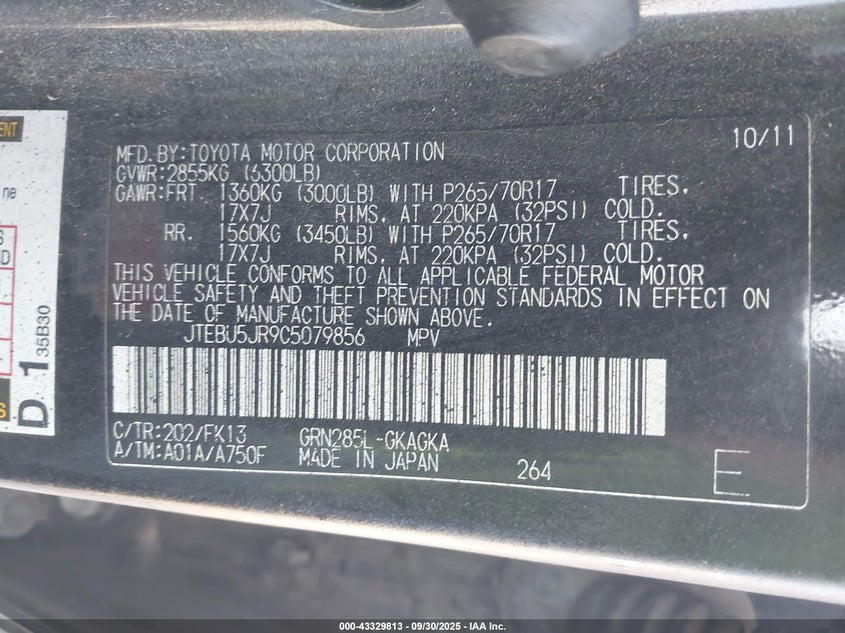 ENT
ne
S
D
S
D 1 35B30
MFD. BY: TOYOTA MOTOR CORPORATION 10/11
GVWR: 2855KG (6300LB)
GAWR: FRT. 1360KG (3000LB) WITH P265/70R17 TIRES,
17X7J RIMS, AT 220KPA (32PSI) COLD.
RR. 1560KG (3450LB) WITH P265/70R17 TIRES,
17X7J RIMS, AT 220KPA (32PSI) COLD.
THIS VEHICLE CONFORMS TO ALL APPLICABLE FEDERAL MOTOR
VEHICLE SAFETY AND THEFT PREVENTION STANDARDS IN EFFECT ON
THE DATE OF MANUFACTURE SHOWN ABOVE.
JTEBU5JR9C5079856 MPV
C/TR: 202/FK13 GRN285L-GKAGKA
A/TM: A01A/A750F MADE IN JAPAN 264 E
000-43329813 - 09/30/2025 - IAA Inc.